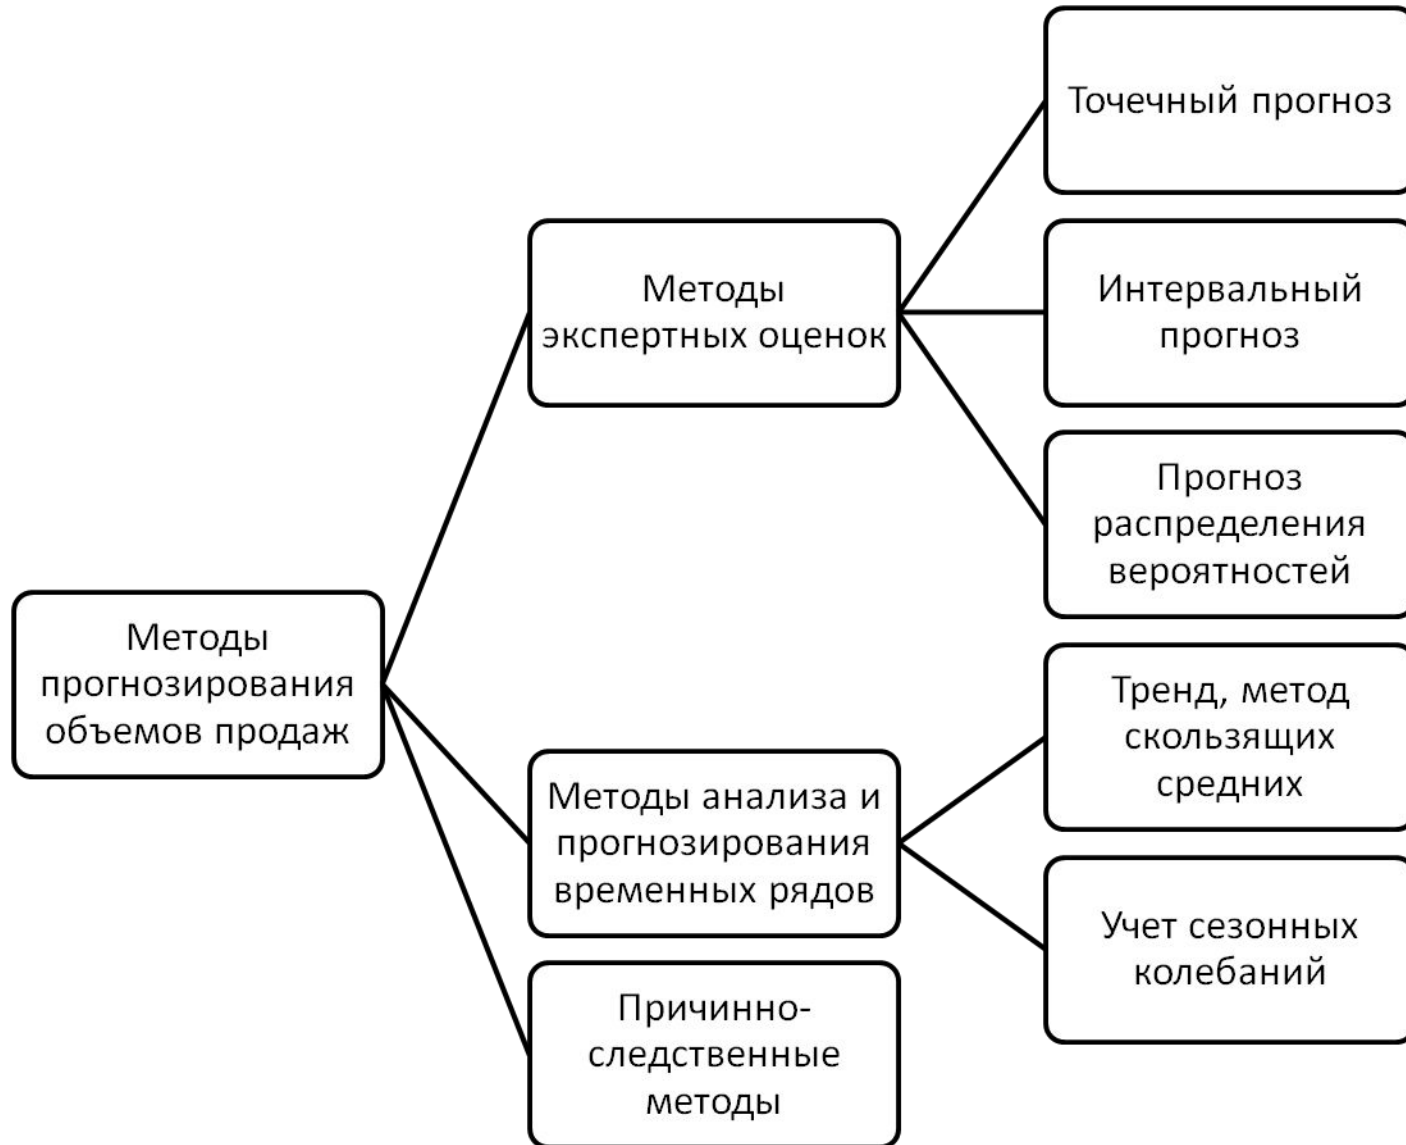 Точечный прогноз
Методы
экспертных оценок
Интервальный
прогноз
Прогноз
распределения
вероятностей
Методы
прогнозирования
объемов продаж
Тренд, метод
скользящих
средних
Методы анализа и
прогнозирования
временных рядов
Учет сезонных
колебаний
Причинно-
следственные
методы